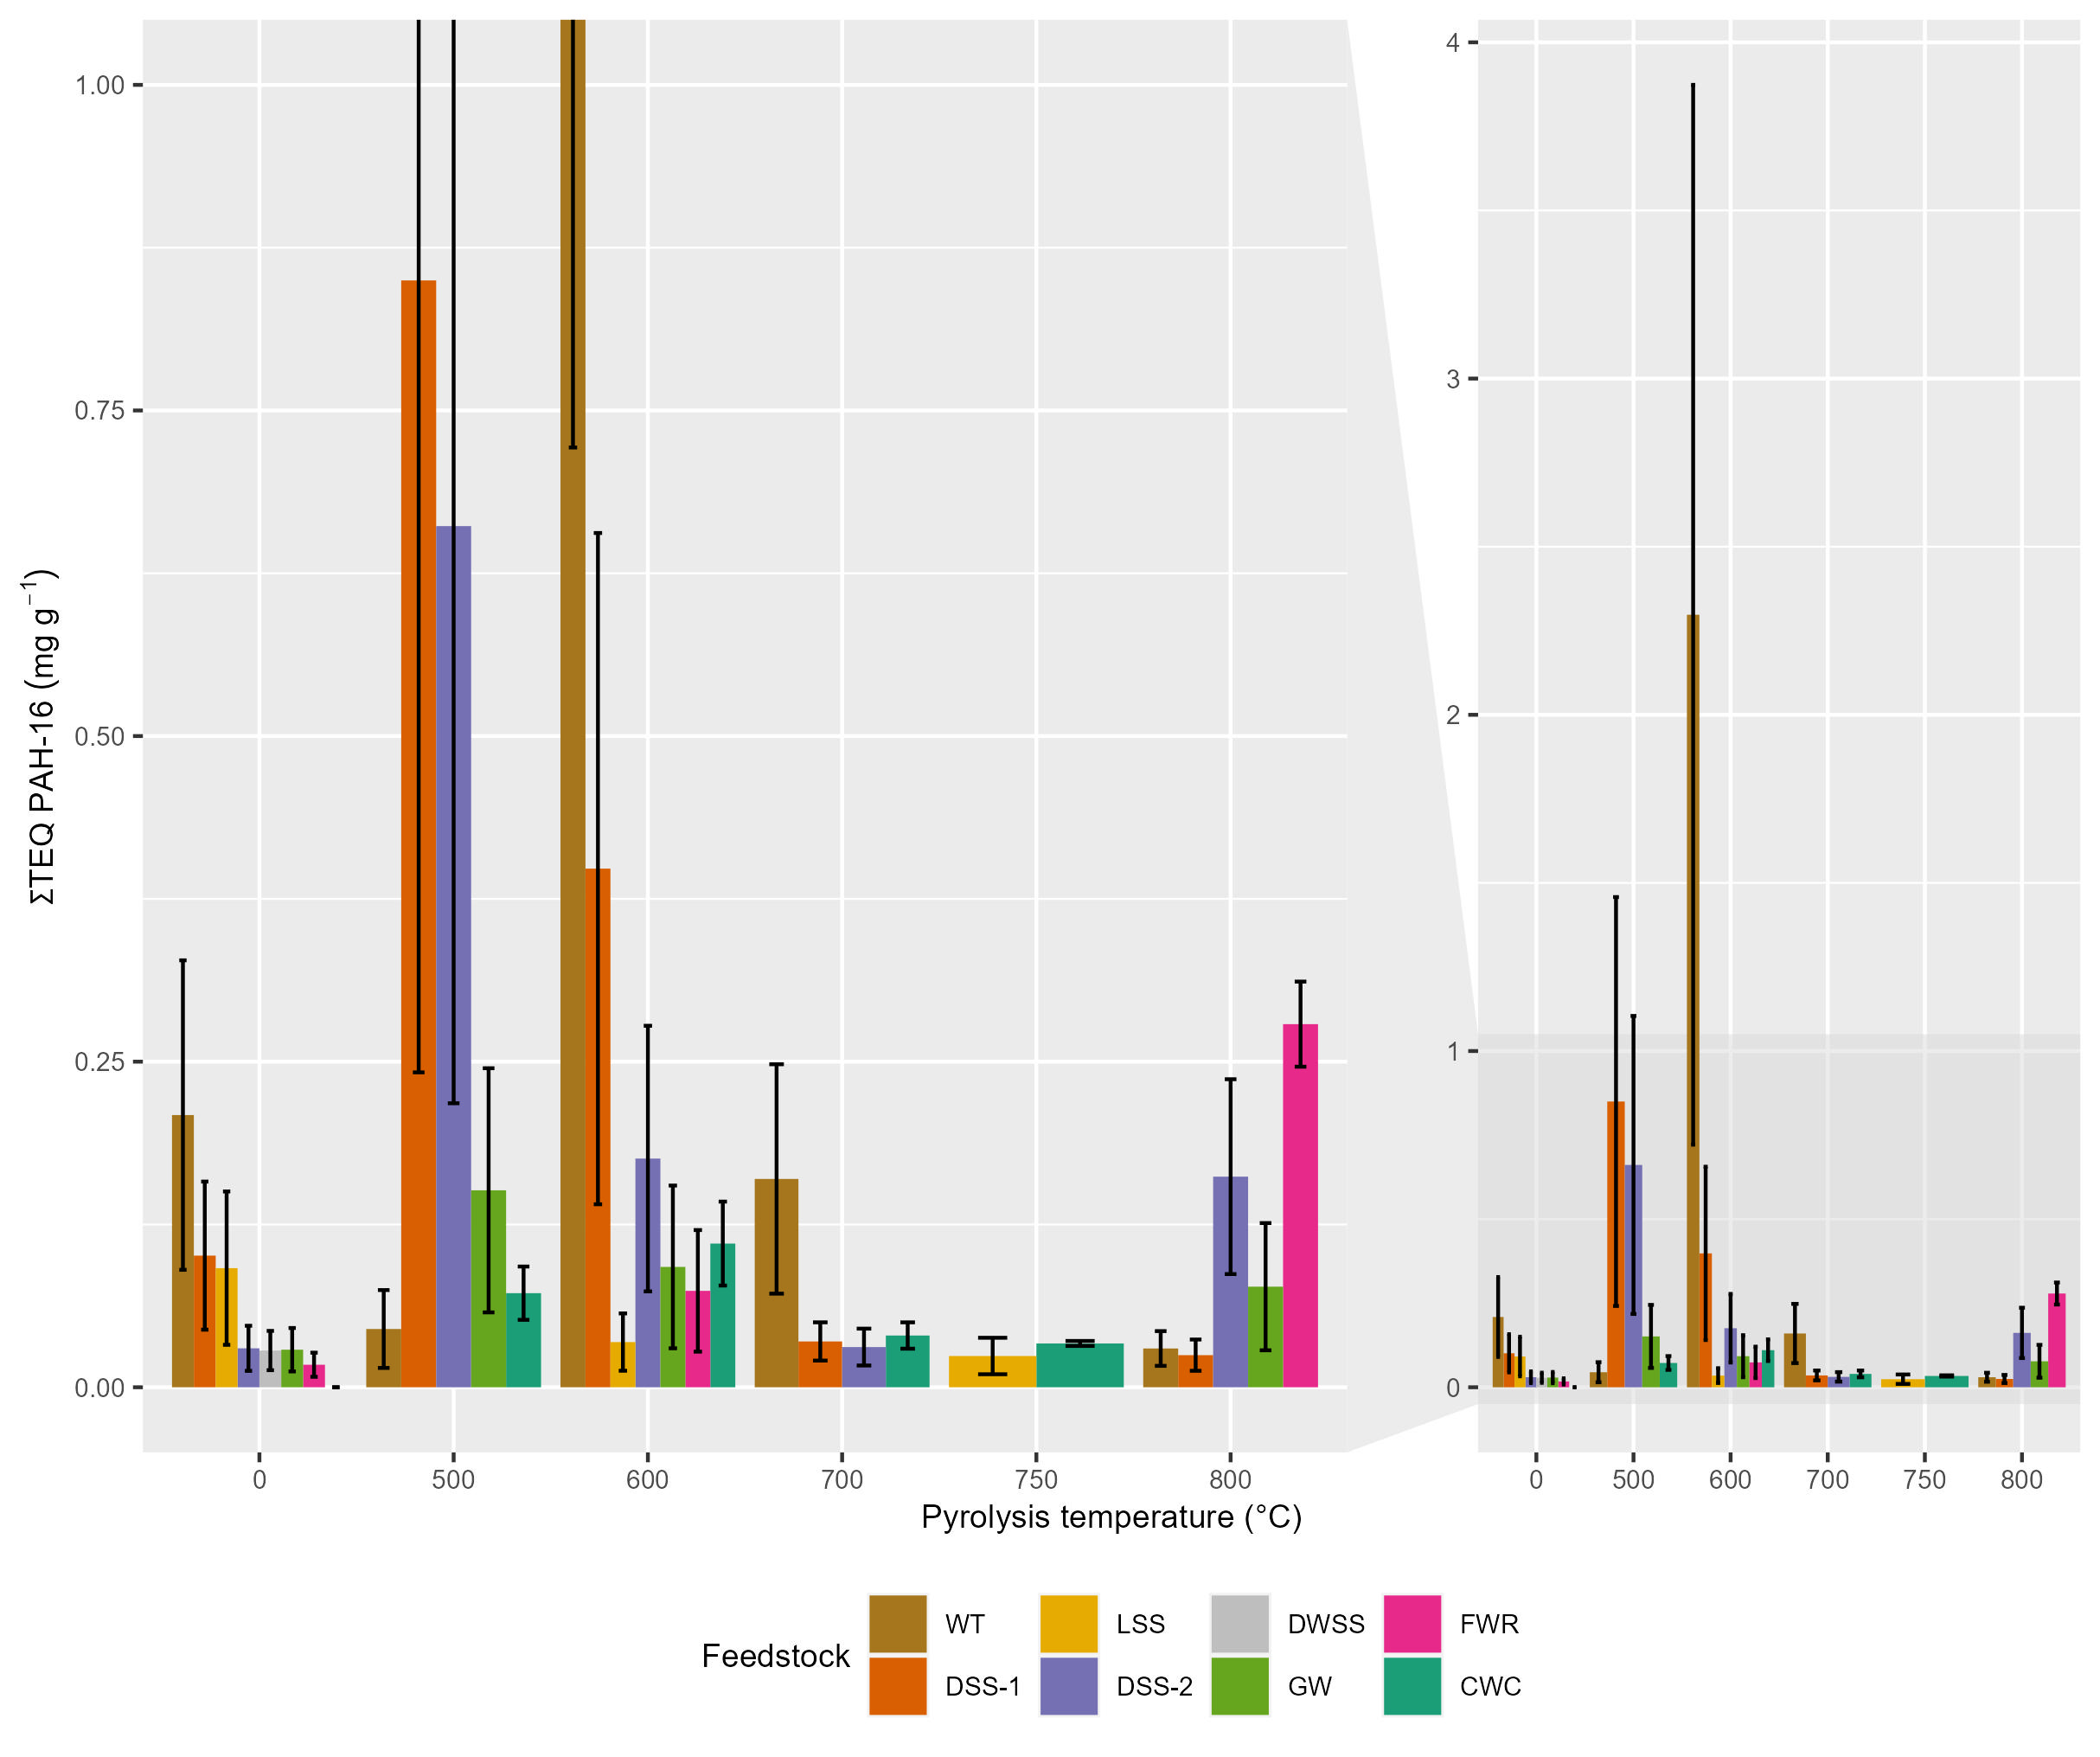 ΣTEQ PAH-16 (mg g⁻¹)
1.00
0.75
0.50
0.25
0.00
0 500 600 700 750 800
4
3
2
1
0
0 500 600 700 750 800
Pyrolysis temperature (°C)
Feedstock
WT LSS DWSS FWR
DSS-1 DSS-2 GW CWC